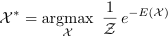 𝒳* = argmax_𝒳 1/𝒵 e^{-E(𝒳)}